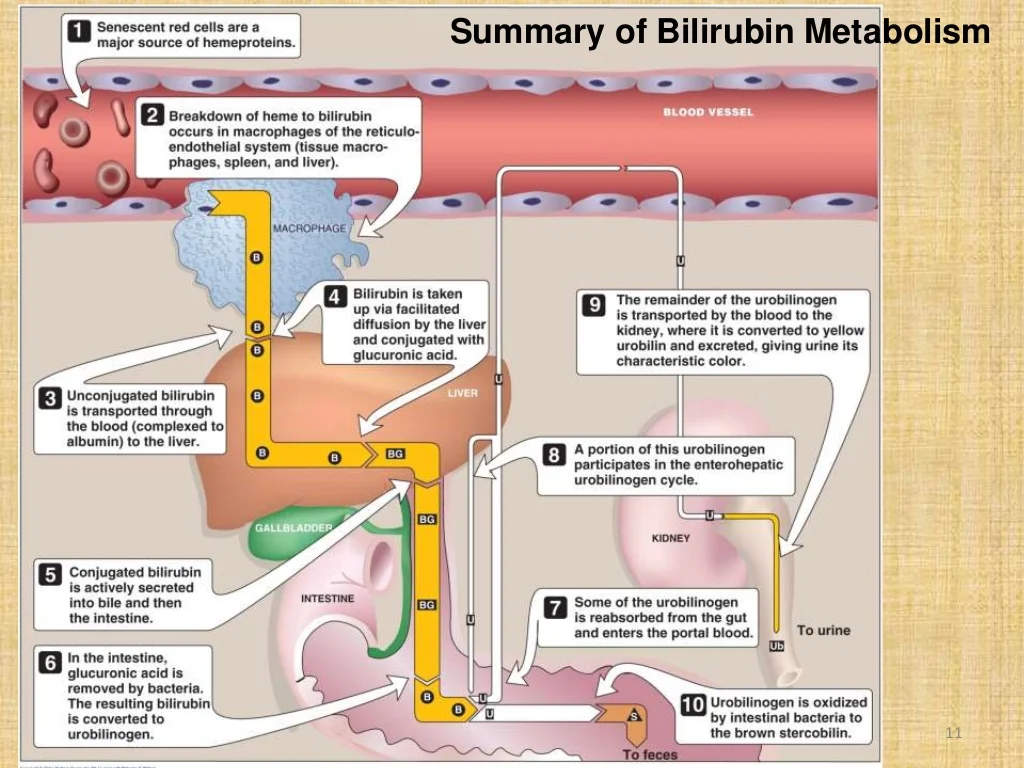 Summary of Bilirubin Metabolism
1 Senescent red cells are a
major source of hemeproteins.
BLOOD VESSEL
2 Breakdown of heme to bilirubin
occurs in macrophages of the reticulo-
endothelial system (tissue macro-
phages, spleen, and liver).
MACROPHAGE
B
U
4 Bilirubin is taken
up via facilitated
diffusion by the liver
and conjugated with
glucuronic acid.
9 The remainder of the urobilinogen
is transported by the blood to the
kidney, where it is converted to yellow
urobilin and excreted, giving urine its
characteristic color.
B
B
U
LIVER
3 Unconjugated bilirubin
is transported through
the blood (complexed to
albumin) to the liver.
B
B
B
BG
8 A portion of this urobilinogen
participates in the enterohepatic
urobilinogen cycle.
GALLBLADDER
BG
U
KIDNEY
5 Conjugated bilirubin
is actively secreted
into bile and then
the intestine.
INTESTINE
BG
U
7 Some of the urobilinogen
is reabsorbed from the gut
and enters the portal blood.
To urine
Ub
6 In the intestine,
glucuronic acid is
removed by bacteria.
The resulting bilirubin
is converted to
urobilinogen.
B
B
U
U
S
10 Urobilinogen is oxidized
by intestinal bacteria to
the brown stercobilin.
To feces
11